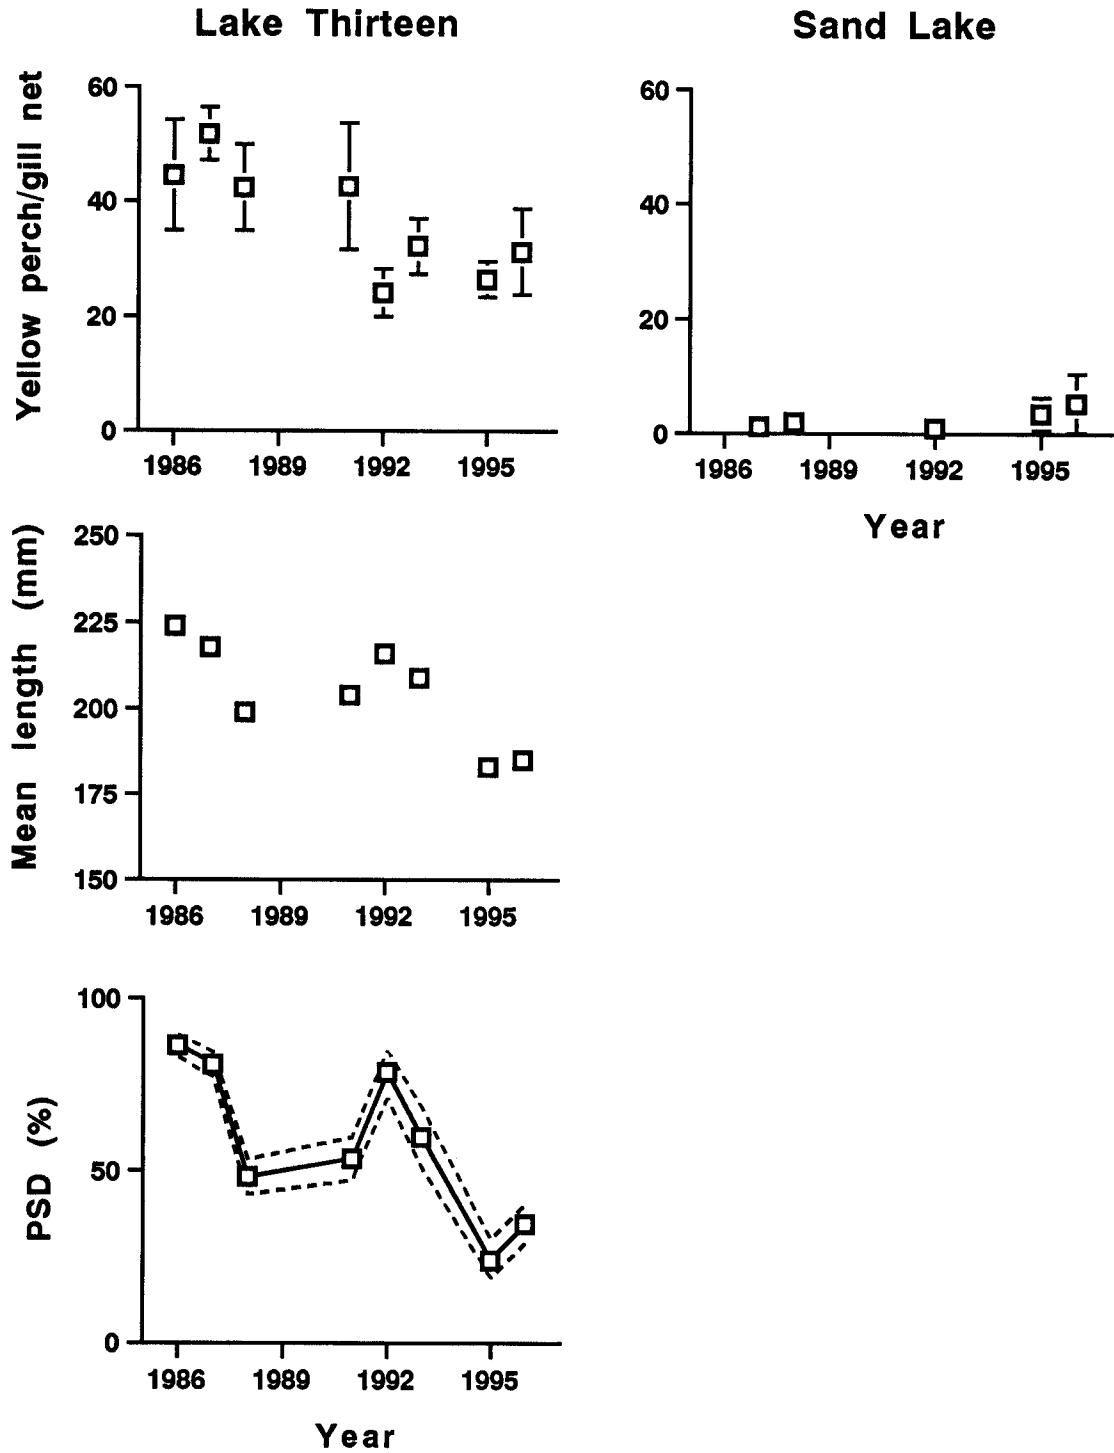 Lake Thirteen
Sand Lake
Yellow perch/gill net
60
40
20
0
1986 1989 1992 1995
60
40
20
0
1986 1989 1992 1995
Year
Mean length (mm)
250
225
200
175
150
1986 1989 1992 1995
PSD (%)
100
50
0
1986 1989 1992 1995
Year